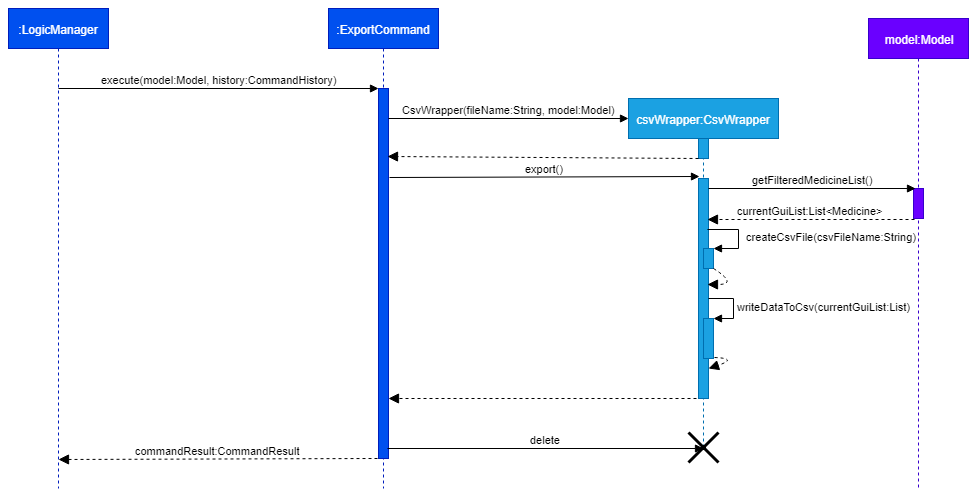 :LogicManager
:ExportCommand
model:Model
execute(model:Model, history:CommandHistory)
CsvWrapper(fileName:String, model:Model)
csvWrapper:CsvWrapper
export()
getFilteredMedicineList()
currentGuiList:List<Medicine>
createCsvFile(csvFileName:String)
writeDataToCsv(currentGuiList:List)
delete
commandResult:CommandResult